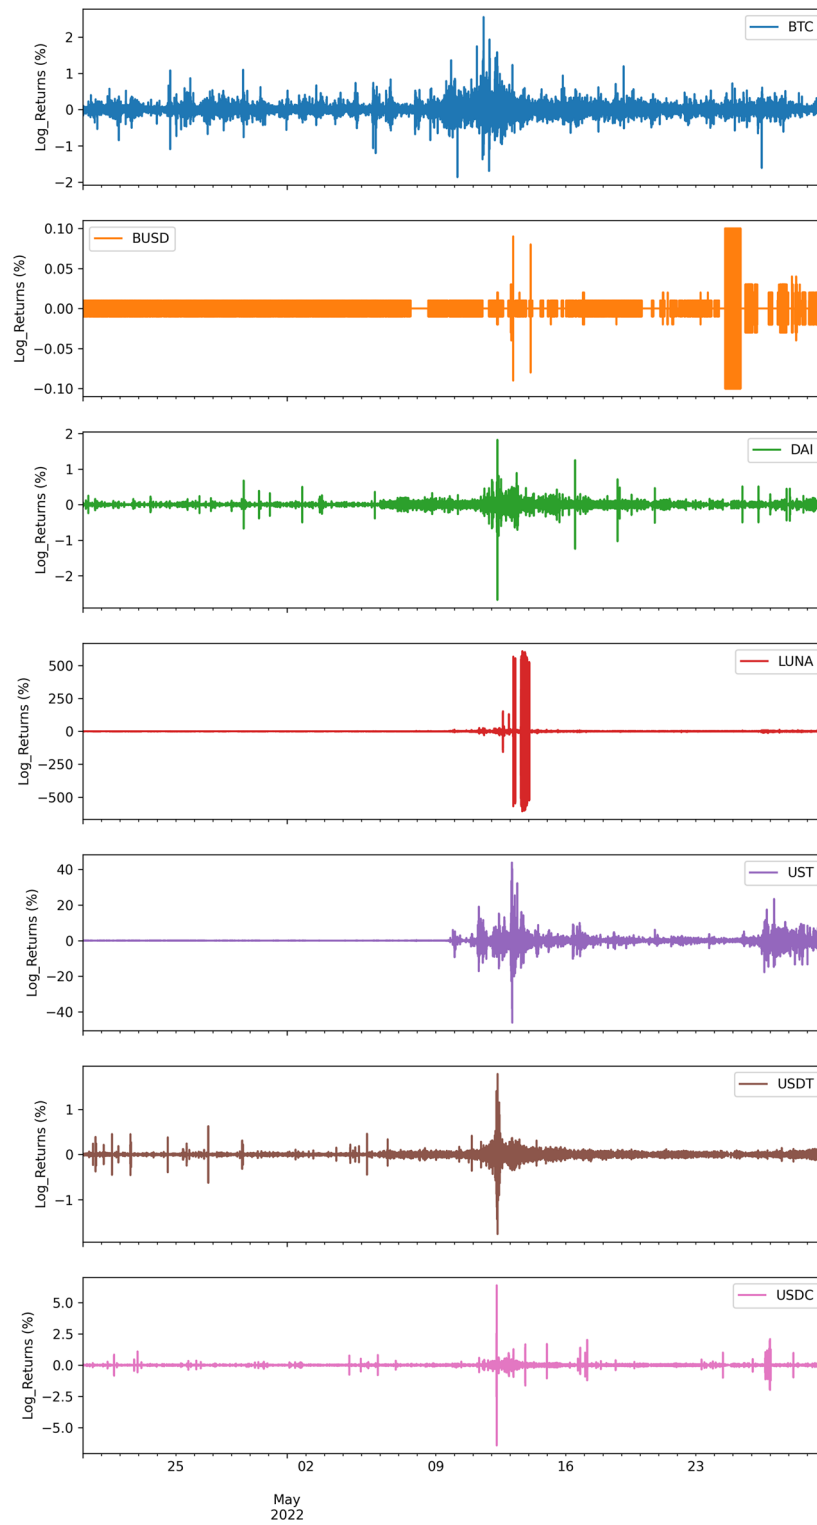 BTC
Log_Returns (%)
2
1
0
−1
−2
BUSD
Log_Returns (%)
0.10
0.05
0.00
−0.05
−0.10
DAI
Log_Returns (%)
2
1
0
−1
−2
LUNA
Log_Returns (%)
500
250
0
−250
−500
UST
Log_Returns (%)
40
20
0
−20
−40
USDT
Log_Returns (%)
1
0
−1
USDC
Log_Returns (%)
5.0
2.5
0.0
−2.5
−5.0
25 02 09 16 23
May
2022